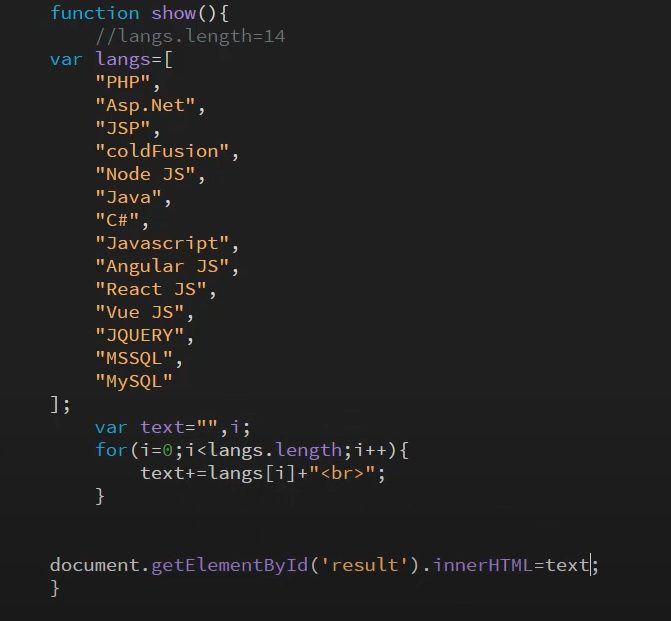 function show(){
//langs.length=14
var langs=[
"PHP",
"Asp.Net",
"JSP",
"coldFusion",
"Node JS",
"Java",
"C#",
"Javascript",
"Angular JS",
"React JS",
"Vue JS",
"JQUERY",
"MSSQL",
"MySQL"
];
var text="",i;
for(i=0;i<langs.length;i++){
text+=langs[i]+"<br>";
}
document.getElementById('result').innerHTML=text;
}